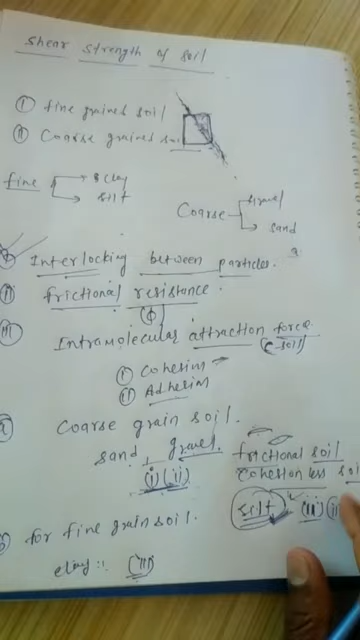 Shear Strength of Soil
I fine grained soil
II Coarse grained soil
fine → clay
→ silt
Coarse → gravel
→ sand
Interlocking between particles.
II frictional resistance
(ϕ)
III Intramolecular attraction force
(C-soil)
I Cohesion →
II Adhesion
a Coarse grain soil.
sand, gravel
(i) (ii)
frictional soil
Cohesion less soil
silt (iii) (ii
b for fine grain soil.
clay:: (iii)